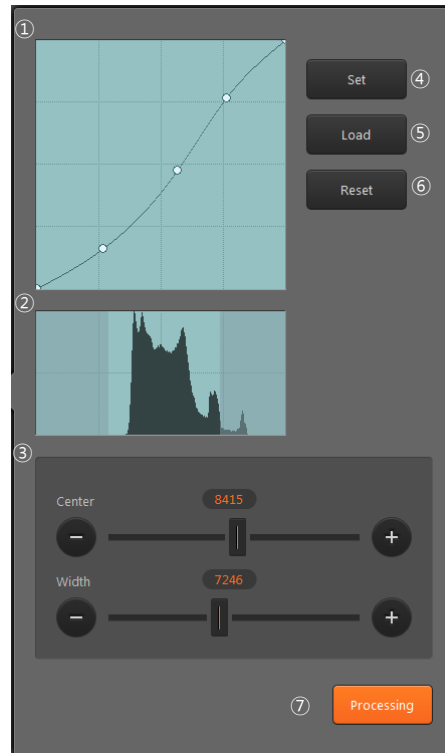 ①
④ Set
⑤ Load
⑥ Reset
②
③
Center 8415
− +
Width 7246
− +
⑦ Processing